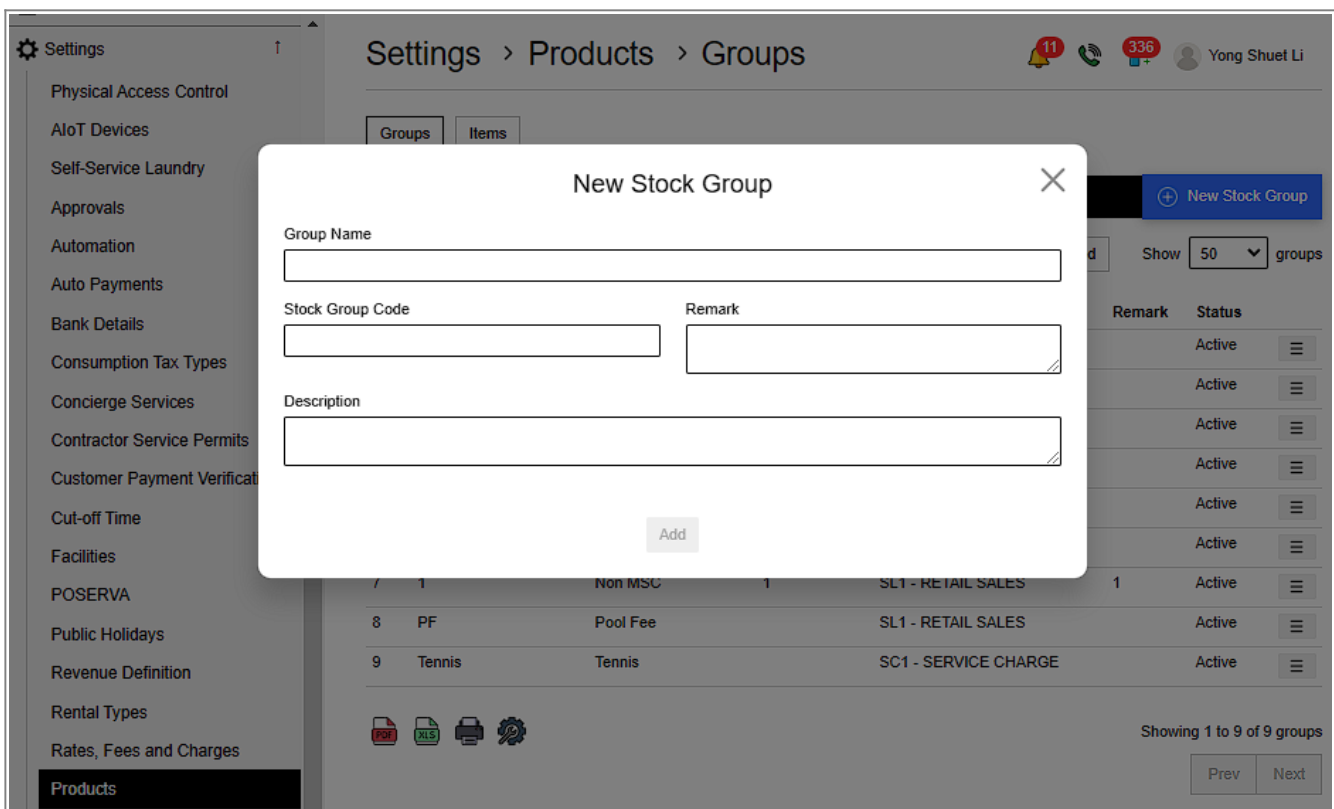 Settings ↑
Physical Access Control
AIoT Devices
Self-Service Laundry
Approvals
Automation
Auto Payments
Bank Details
Consumption Tax Types
Concierge Services
Contractor Service Permits
Customer Payment
Cut-off Time
Facilities
POSERVA
Public Holidays
Revenue Definition
Rental Types
Rates, Fees and Charges
Products
Settings > Products > Groups
11 336 Yong Shuet Li
Groups Items
New Stock Group
Show 50 groups
Remark Status
Active
Active
Active
Active
Active
Active
7 1 Non MSC 1 SL1 - RETAIL SALES 1 Active
8 PF Pool Fee SL1 - RETAIL SALES Active
9 Tennis Tennis SC1 - SERVICE CHARGE Active
PDF XLS
Showing 1 to 9 of 9 groups
Prev Next
New Stock Group
Group Name
Stock Group Code Remark
Description
Add